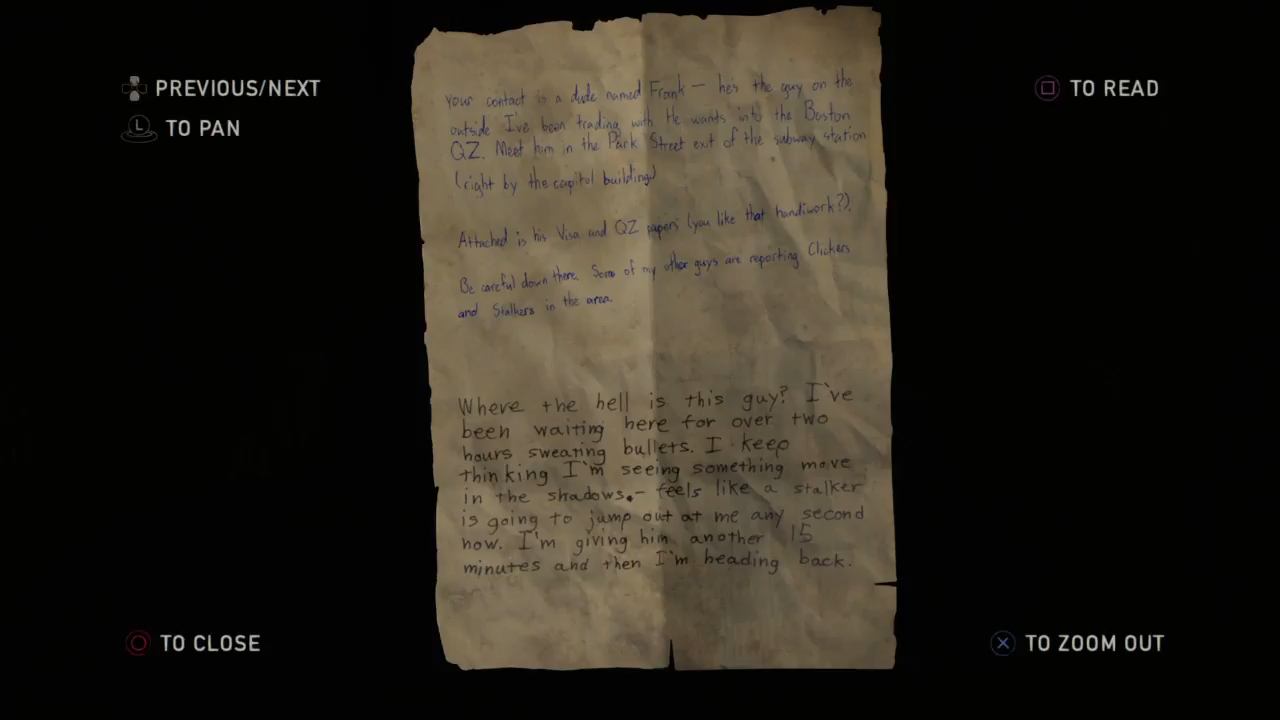 PREVIOUS/NEXT
TO PAN
TO READ
your contact is a dude named Frank — he's the guy on the
outside I've been trading with. He wants into the Boston
QZ. Meet him in the Park Street exit of the subway station
(right by the capitol building)
Attached is his Visa and QZ papers (you like that handiwork?).
Be careful down there. Some of my other guys are reporting Clickers
and Stalkers in the area.
Where the hell is this guy? I've
been waiting here for over two
hours sweating bullets. I keep
thinking I'm seeing something move
in the shadows. – feels like a stalker
is going to jump out at me any second
now. I'm giving him another 15
minutes and then I'm heading back.
TO CLOSE
TO ZOOM OUT